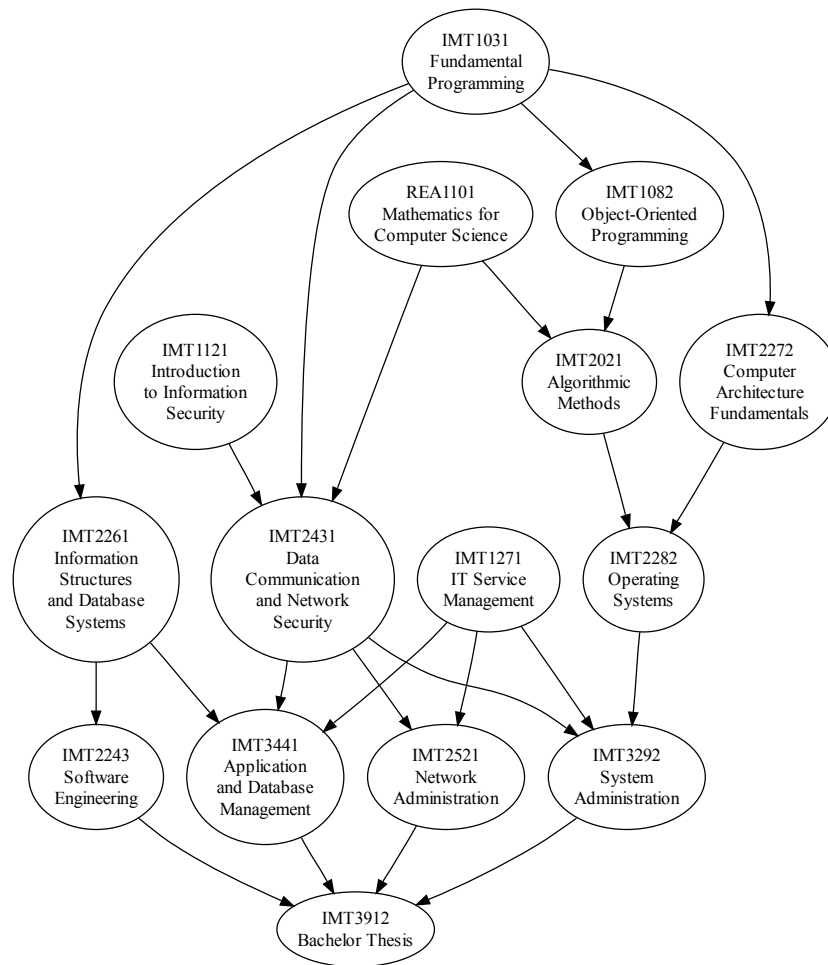 IMT1031
Fundamental
Programming
REA1101
Mathematics for
Computer Science
IMT1082
Object-Oriented
Programming
IMT1121
Introduction
to Information
Security
IMT2021
Algorithmic
Methods
IMT2272
Computer
Architecture
Fundamentals
IMT2261
Information
Structures
and Database
Systems
IMT2431
Data
Communication
and Network
Security
IMT1271
IT Service
Management
IMT2282
Operating
Systems
IMT2243
Software
Engineering
IMT3441
Application
and Database
Management
IMT2521
Network
Administration
IMT3292
System
Administration
IMT3912
Bachelor Thesis